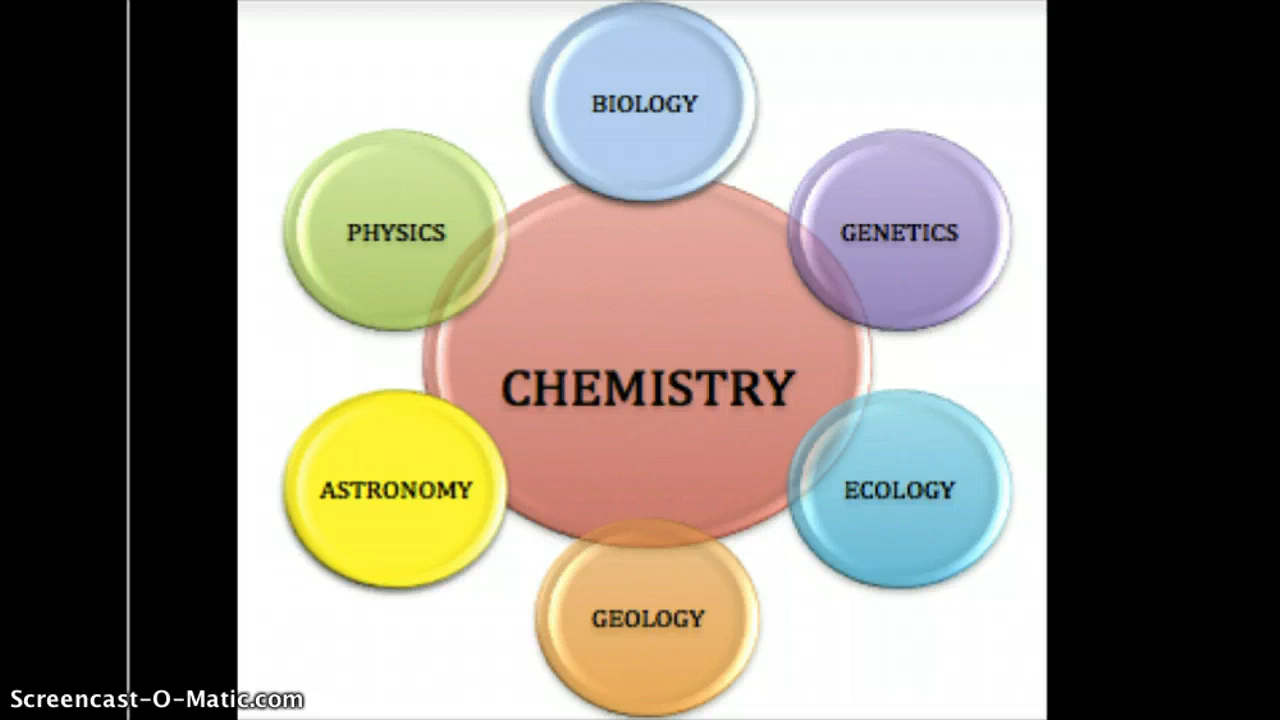 BIOLOGY
PHYSICS
GENETICS
CHEMISTRY
ASTRONOMY
ECOLOGY
GEOLOGY
Screencast-O-Matic.com